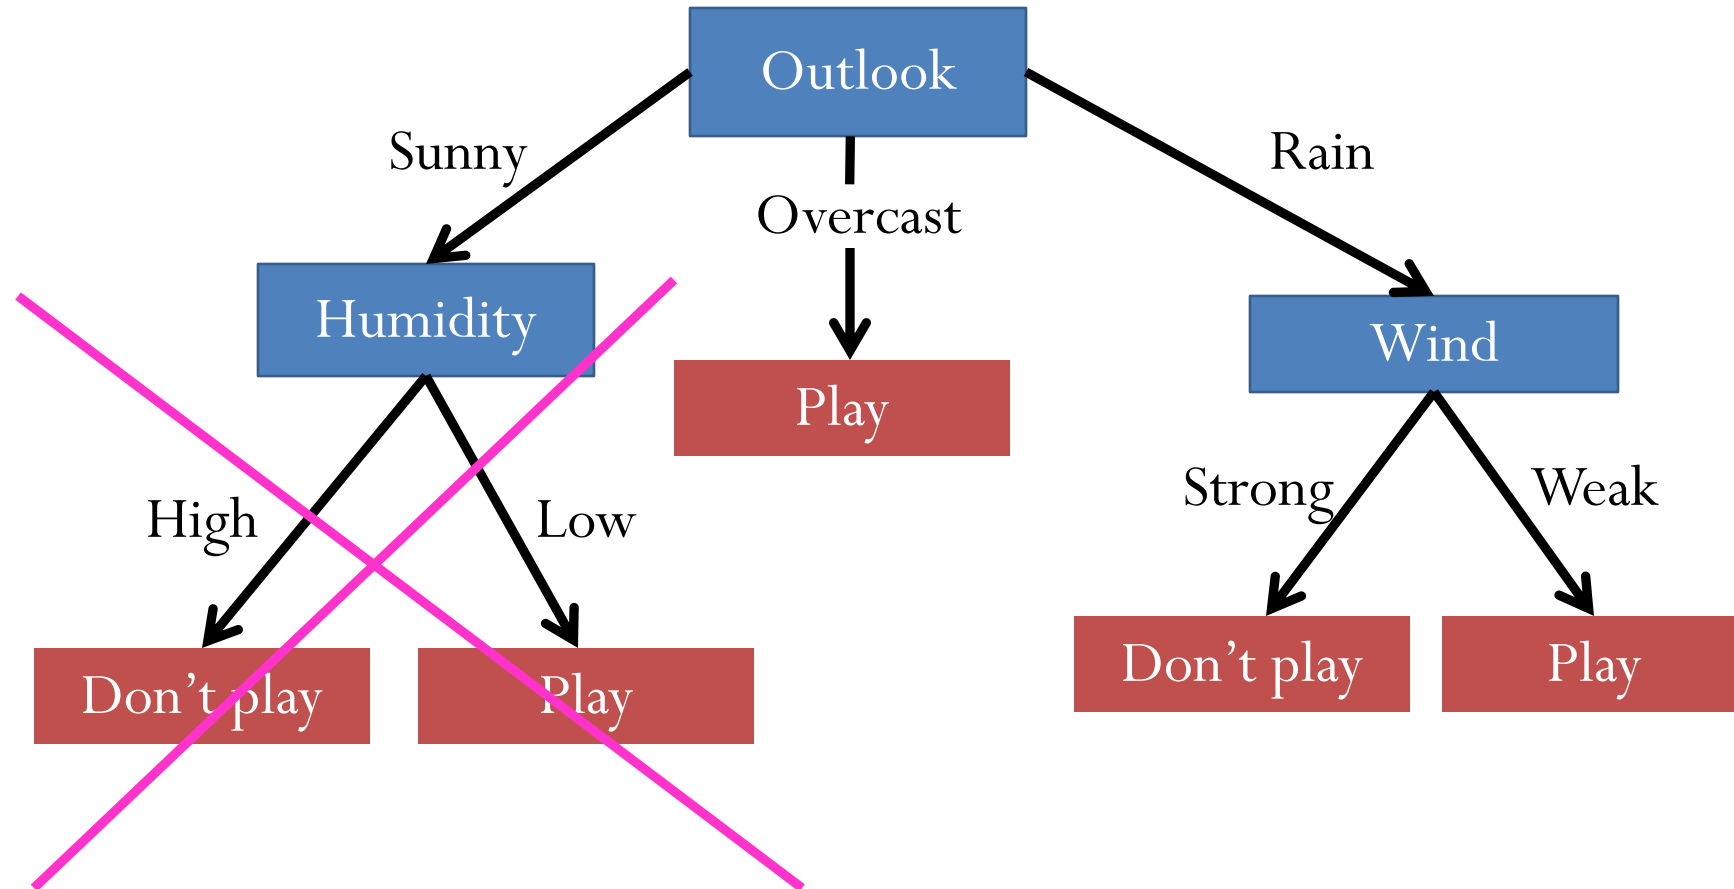 Outlook
Sunny
Overcast
Rain
Humidity
Play
Wind
High
Low
Strong
Weak
Don’t play
Play
Don’t play
Play